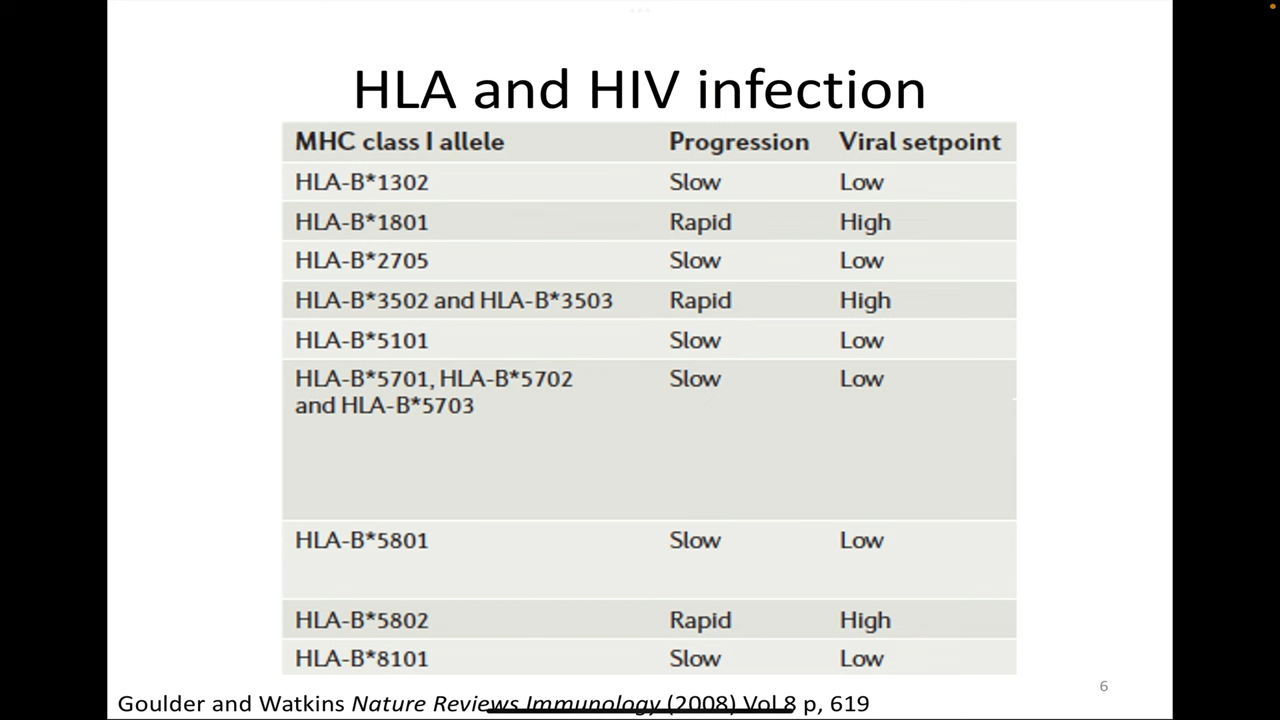 HLA and HIV infection
MHC class I allele Progression Viral setpoint
HLA-B*1302 Slow Low
HLA-B*1801 Rapid High
HLA-B*2705 Slow Low
HLA-B*3502 and HLA-B*3503 Rapid High
HLA-B*5101 Slow Low
HLA-B*5701, HLA-B*5702 Slow Low
and HLA-B*5703
HLA-B*5801 Slow Low
HLA-B*5802 Rapid High
HLA-B*8101 Slow Low
6
Goulder and Watkins Nature Reviews Immunology (2008) Vol 8 p, 619